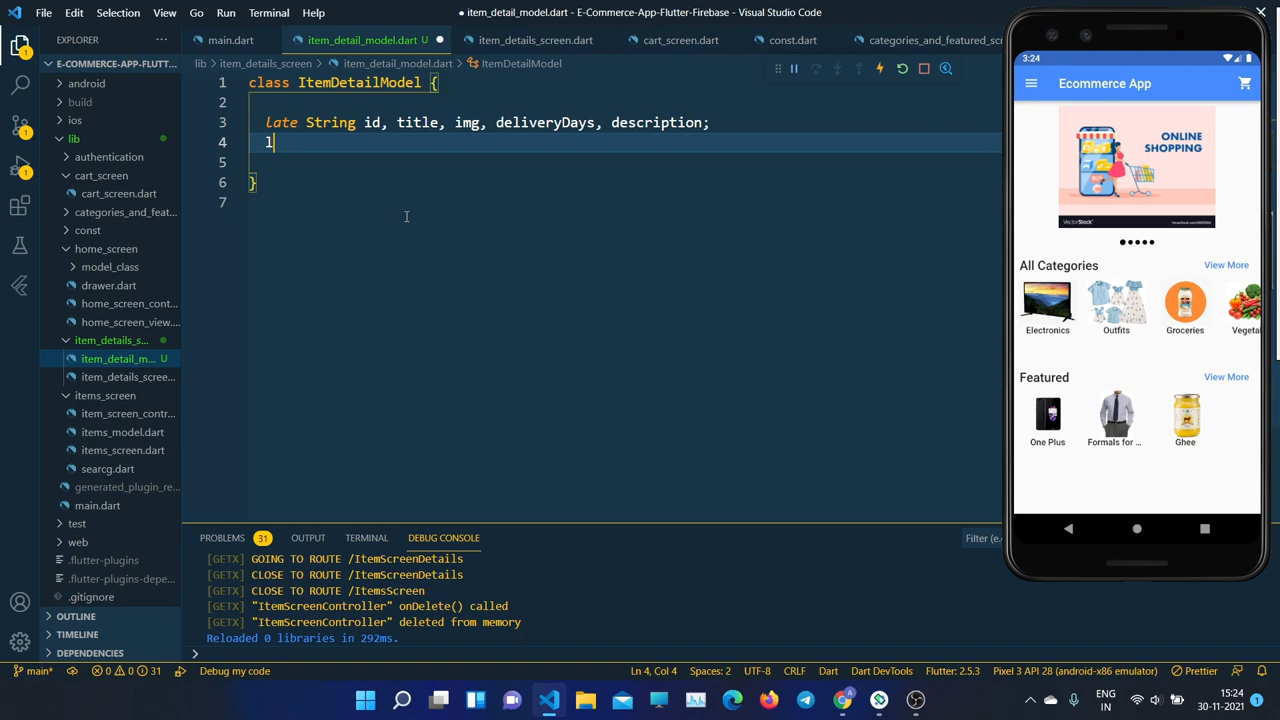 File Edit Selection View Go Run Terminal Help
● item_detail_model.dart - E-Commerce-App-Flutter-Firebase - Visual Studio Code
EXPLORER
E-COMMERCE-APP-FLUTT...
android
build
ios
lib
authentication
cart_screen
cart_screen.dart
categories_and_feat...
const
home_screen
model_class
drawer.dart
home_screen_cont...
home_screen_view...
item_details_s...
item_detail_m... U
item_details_scree...
items_screen
item_screen_contr...
items_model.dart
items_screen.dart
searcg.dart
generated_plugin_re...
main.dart
test
web
.flutter-plugins
.flutter-plugins-depe...
.gitignore
OUTLINE
TIMELINE
DEPENDENCIES
main.dart
item_detail_model.dart U
item_details_screen.dart
cart_screen.dart
const.dart
categories_and_featured_sc
lib > item_details_screen > item_detail_model.dart > ItemDetailModel
1 class ItemDetailModel {
2
3 late String id, title, img, deliveryDays, description;
4 l
5
6 }
7
PROBLEMS 31 OUTPUT TERMINAL DEBUG CONSOLE
Filter (e.
[GETX] GOING TO ROUTE /ItemScreenDetails
[GETX] CLOSE TO ROUTE /ItemScreenDetails
[GETX] CLOSE TO ROUTE /ItemsScreen
[GETX] "ItemScreenController" onDelete() called
[GETX] "ItemScreenController" deleted from memory
Reloaded 0 libraries in 292ms.
>
3:24
Ecommerce App
ONLINE
SHOPPING
VectorStock
All Categories View More
Electronics Outfits Groceries Vegeta
Featured View More
One Plus Formals for ... Ghee
main* 0 0 31 Debug my code
Ln 4, Col 4 Spaces: 2 UTF-8 CRLF Dart Dart DevTools Flutter: 2.5.3 Pixel 3 API 28 (android-x86 emulator) Prettier
ENG
IN
15:24
30-11-2021